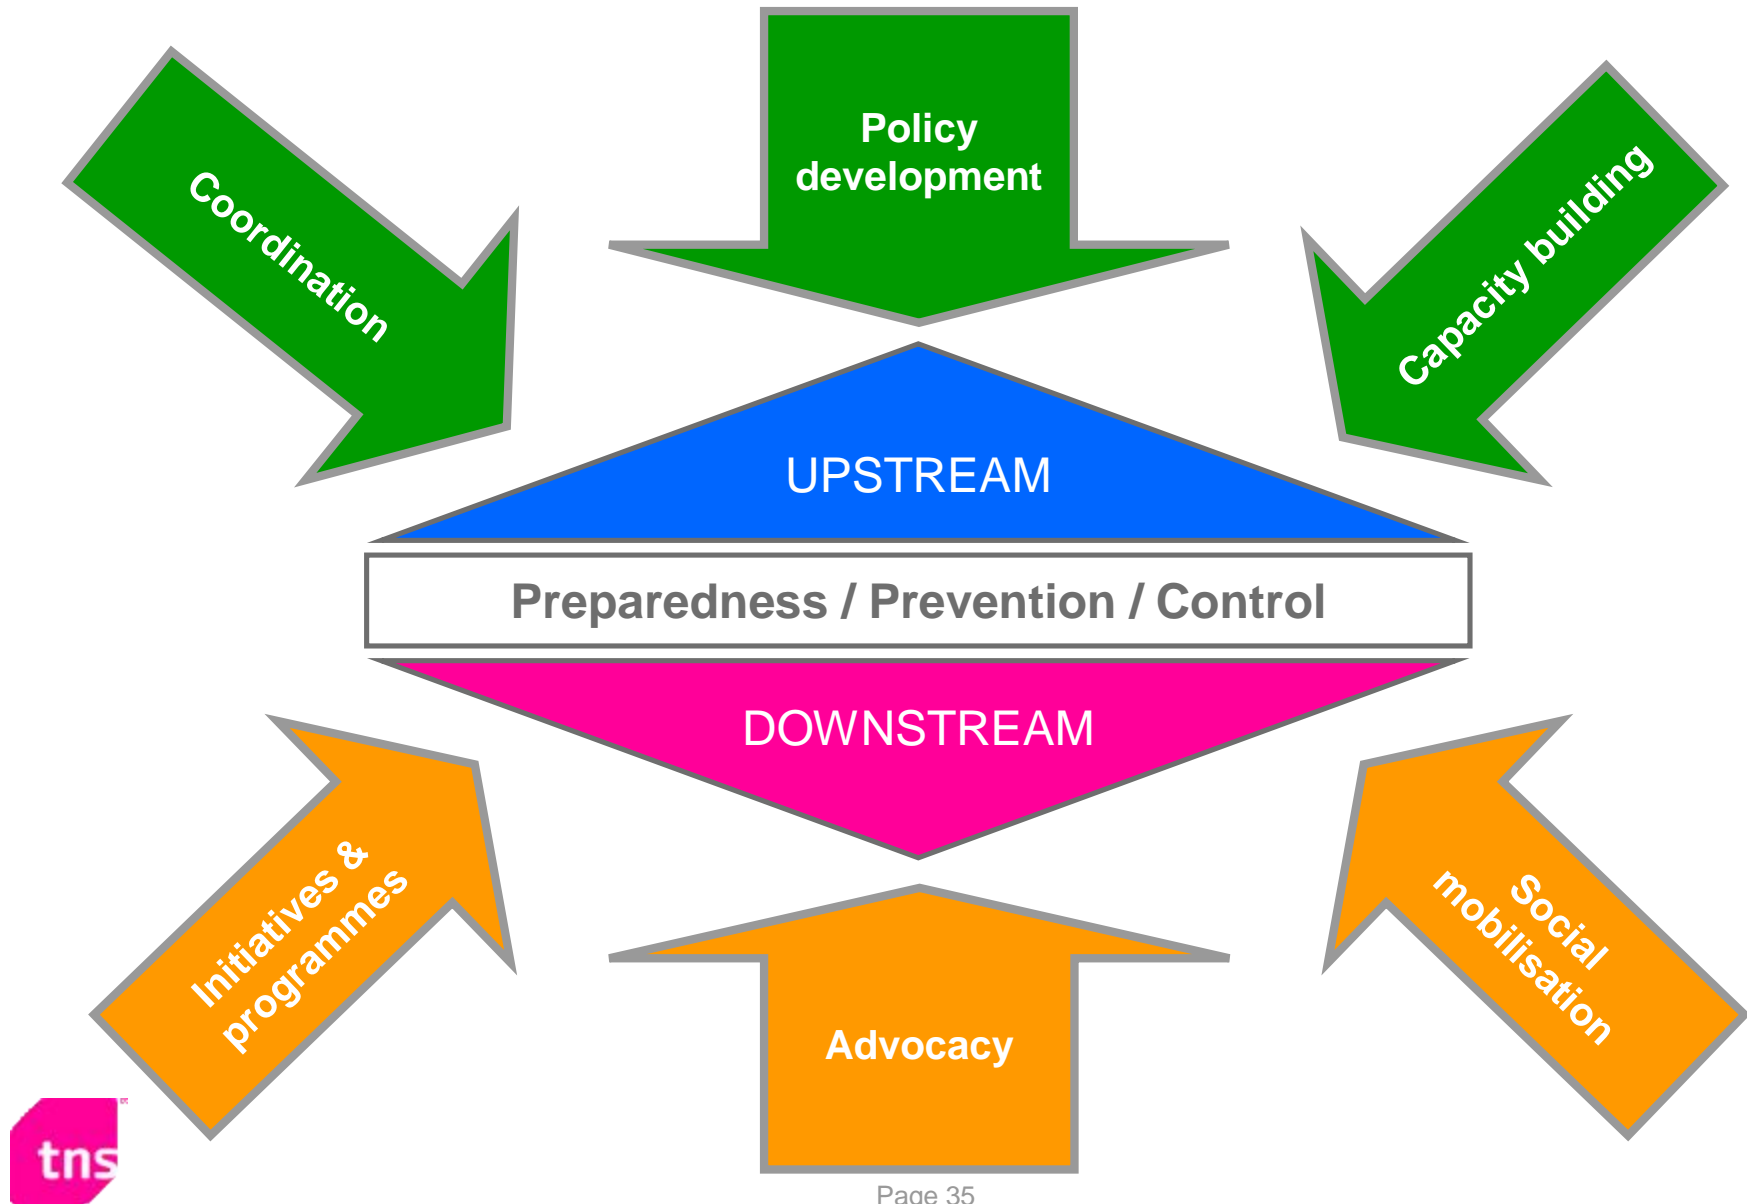 Policy
development
Coordination
Capacity building
UPSTREAM
Preparedness / Prevention / Control
DOWNSTREAM
Initiatives &
programmes
Social
mobilisation
Advocacy
tns
Page 35